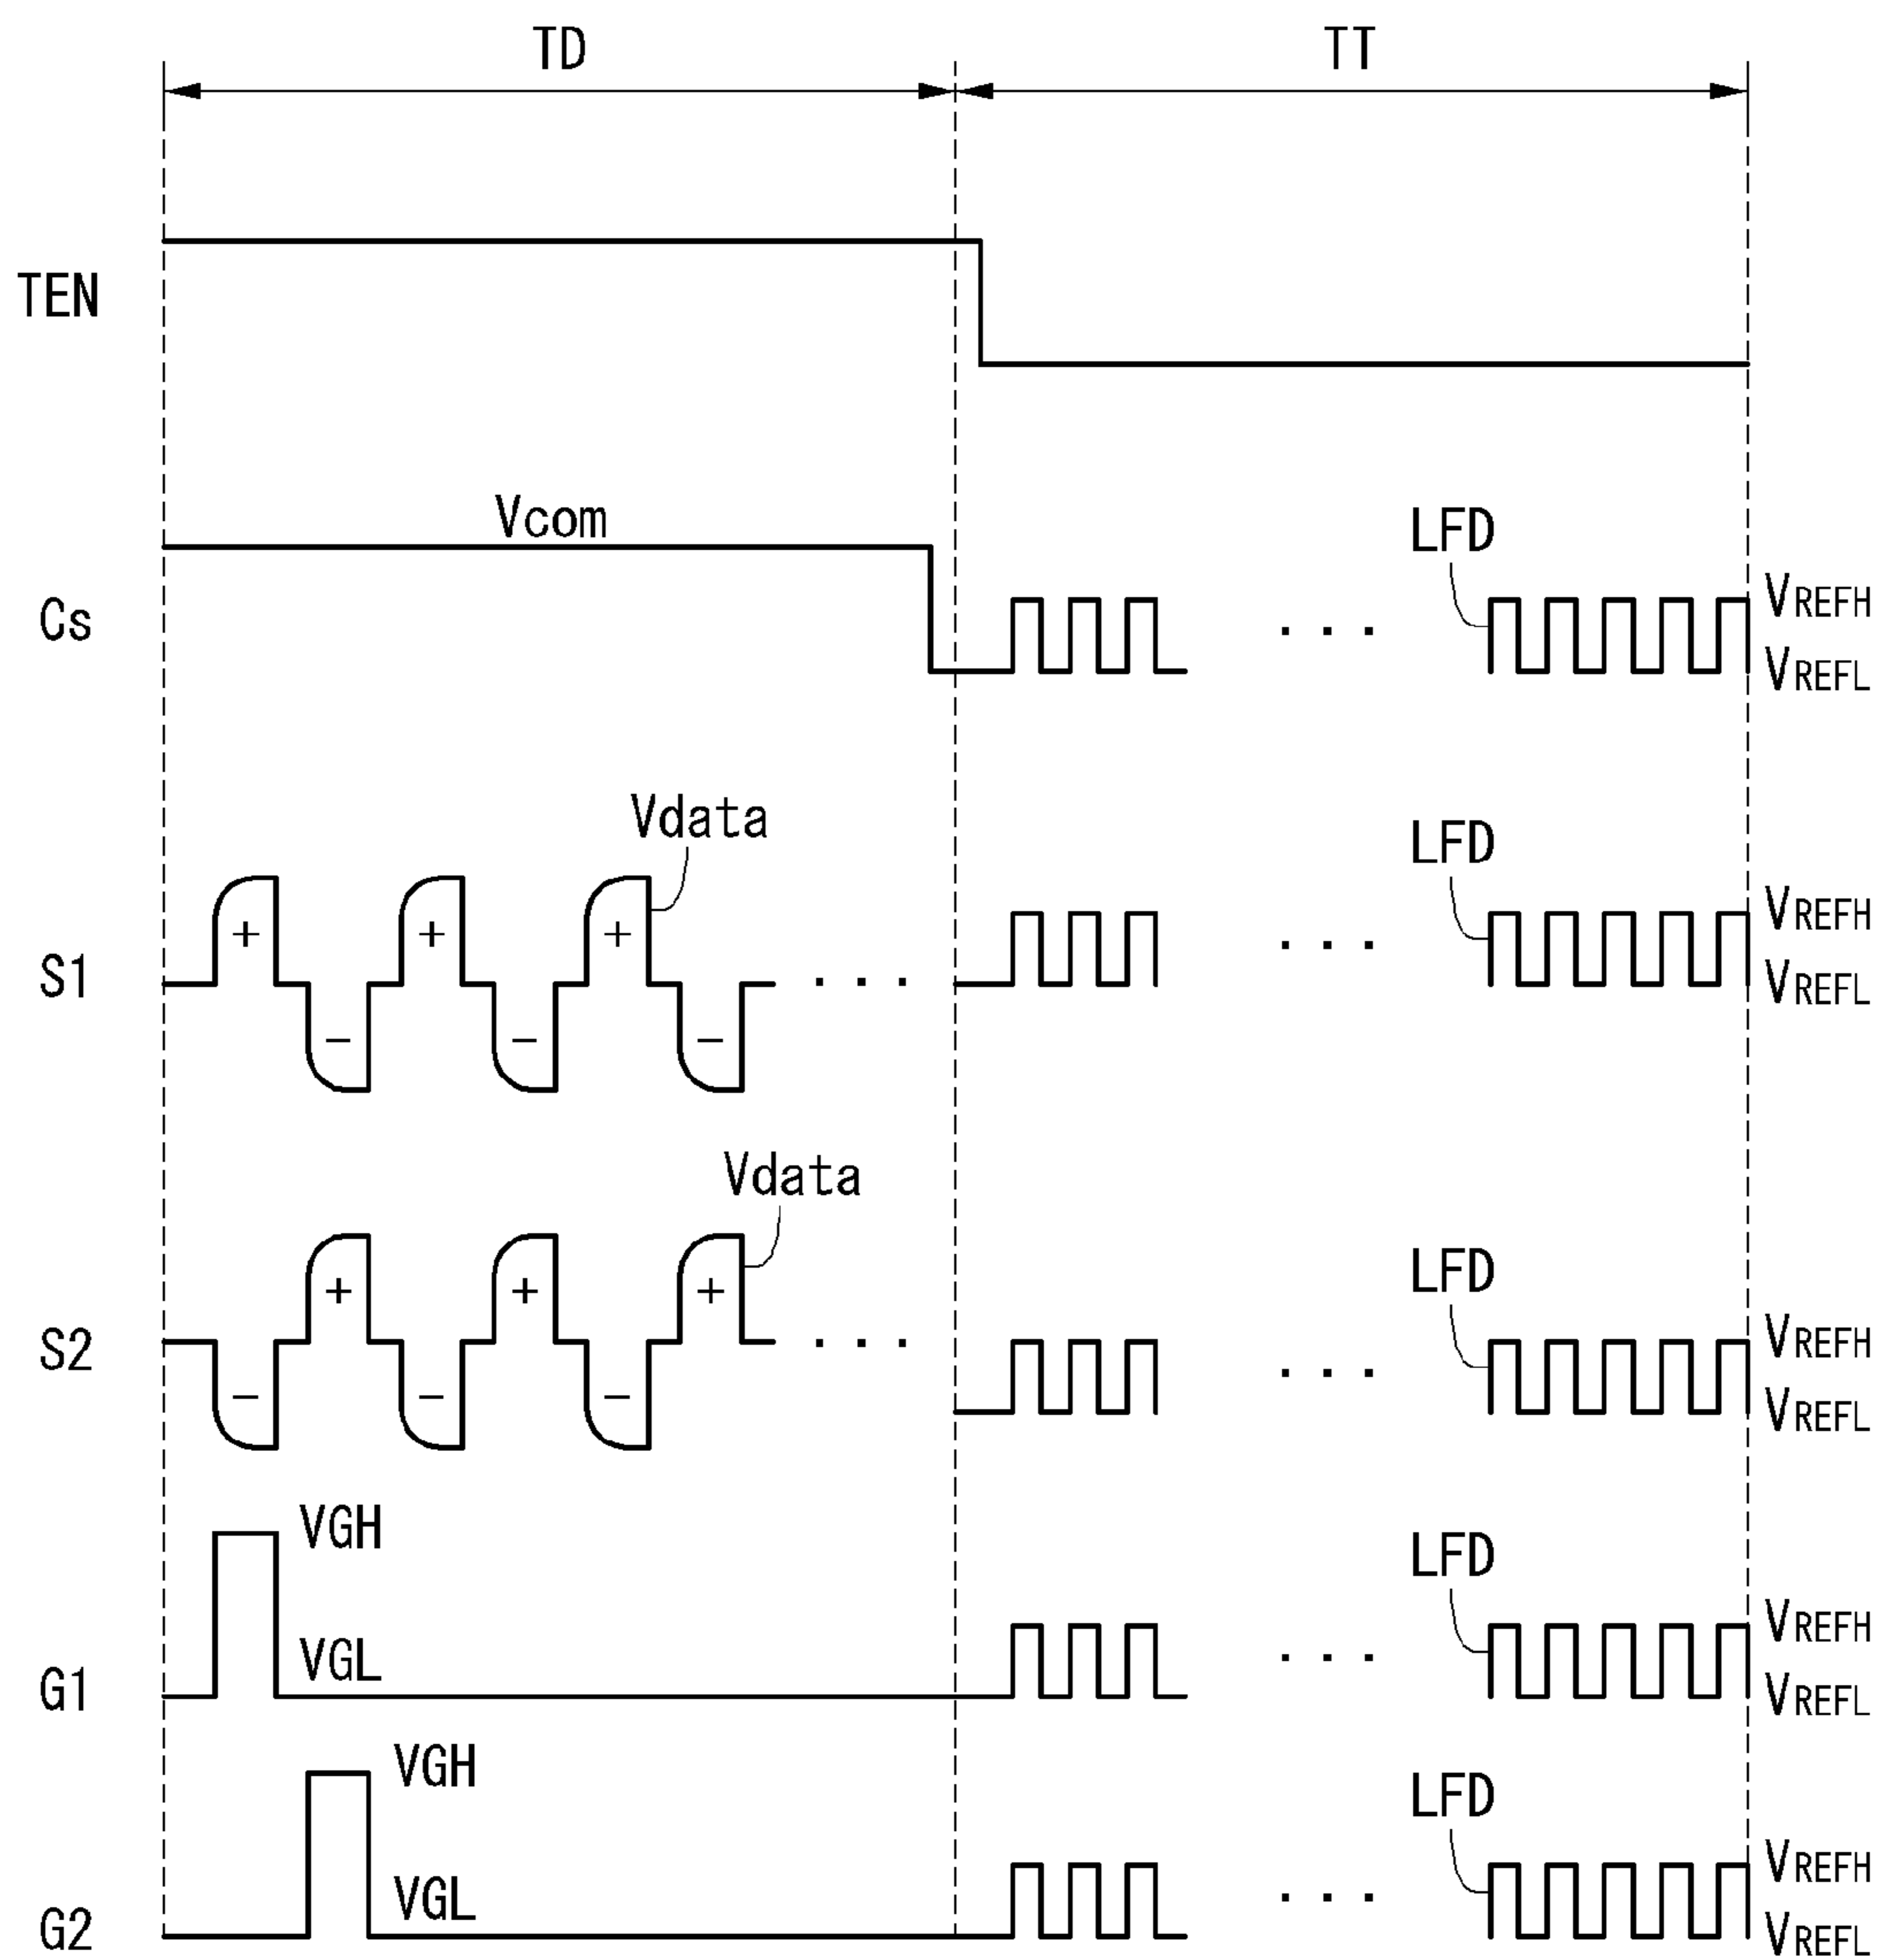 TD TT
TEN
Vcom LFD
Cs VREFH
VREFL
Vdata LFD
+ + + VREFH
S1 VREFL
− − −
Vdata LFD
+ + +
S2 VREFH
− − − VREFL
VGH LFD
VGL VREFH
G1 VREFL
VGH LFD
VGL VREFH
G2 VREFL